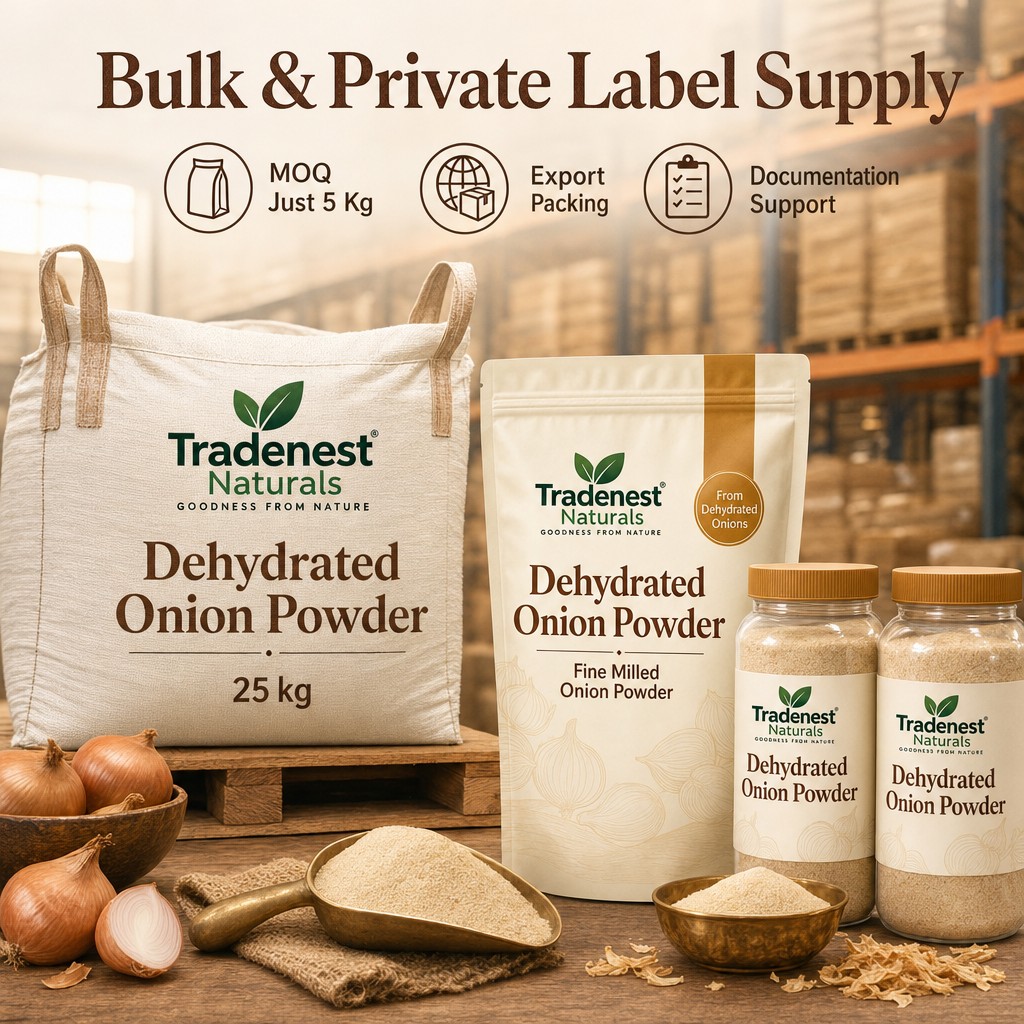 Bulk & Private Label Supply
MOQ
Just 5 Kg
Export
Packing
Documentation
Support
Tradenest®
Naturals
GOODNESS FROM NATURE
Dehydrated
Onion Powder
25 kg
Tradenest®
Naturals
GOODNESS FROM NATURE
From
Dehydrated
Onions
Dehydrated
Onion Powder
Fine Milled
Onion Powder
Tradenest®
Naturals
GOODNESS FROM NATURE
Dehydrated
Onion Powder
Tradenest®
Naturals
GOODNESS FROM NATURE
Dehydrated
Onion Powder